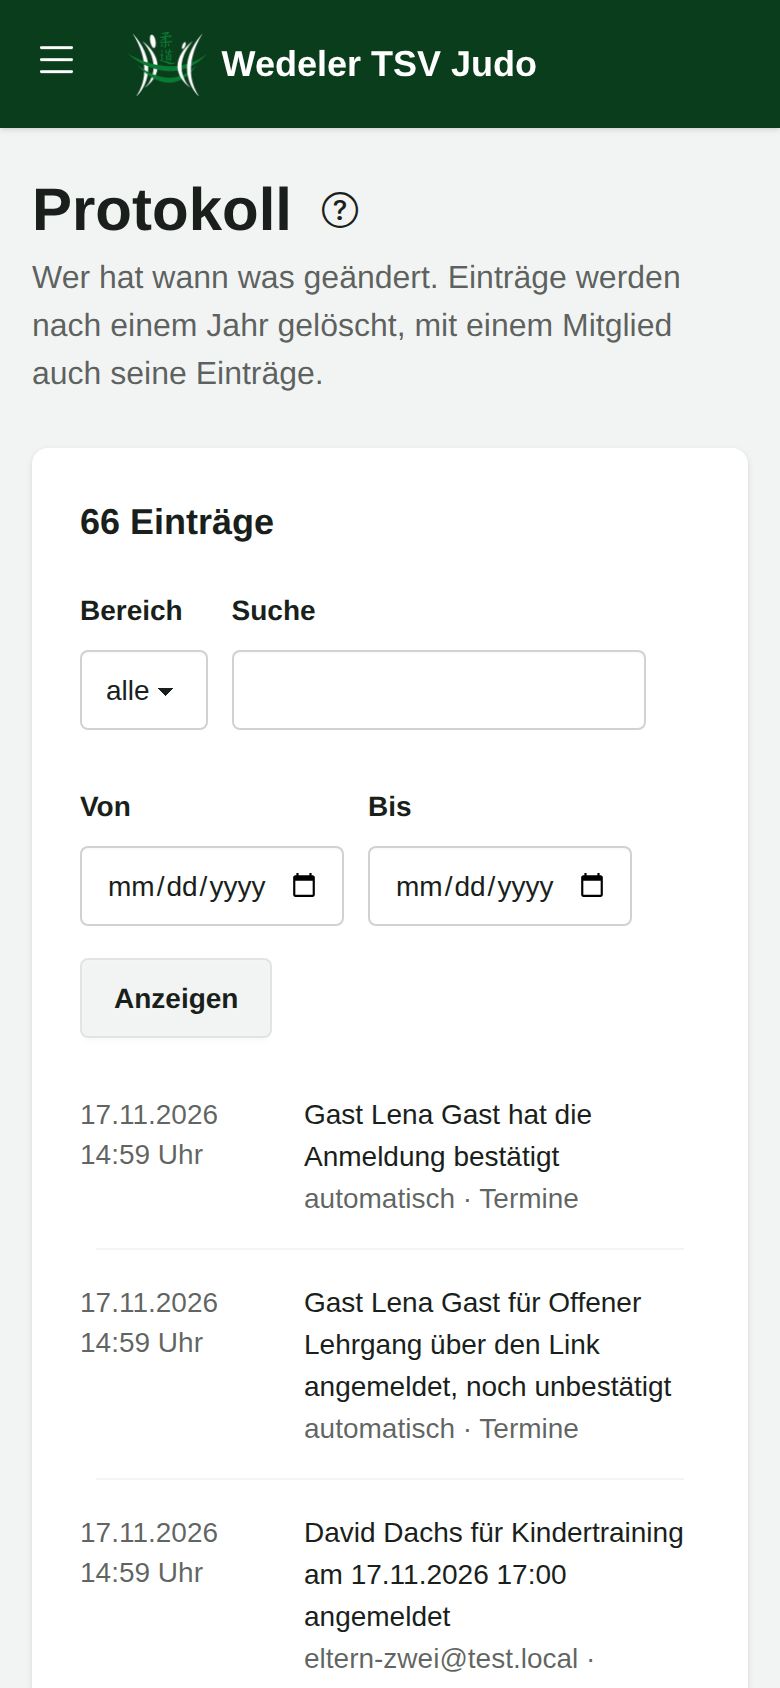 柔道
Wedeler TSV Judo
Protokoll ?
Wer hat wann was geändert. Einträge werden
nach einem Jahr gelöscht, mit einem Mitglied
auch seine Einträge.
66 Einträge
Bereich Suche
alle
Von Bis
mm/dd/yyyy mm/dd/yyyy
Anzeigen
17.11.2026 Gast Lena Gast hat die
14:59 Uhr Anmeldung bestätigt
automatisch · Termine
17.11.2026 Gast Lena Gast für Offener
14:59 Uhr Lehrgang über den Link
angemeldet, noch unbestätigt
automatisch · Termine
17.11.2026 David Dachs für Kindertraining
14:59 Uhr am 17.11.2026 17:00
angemeldet
eltern-zwei@test.local ·